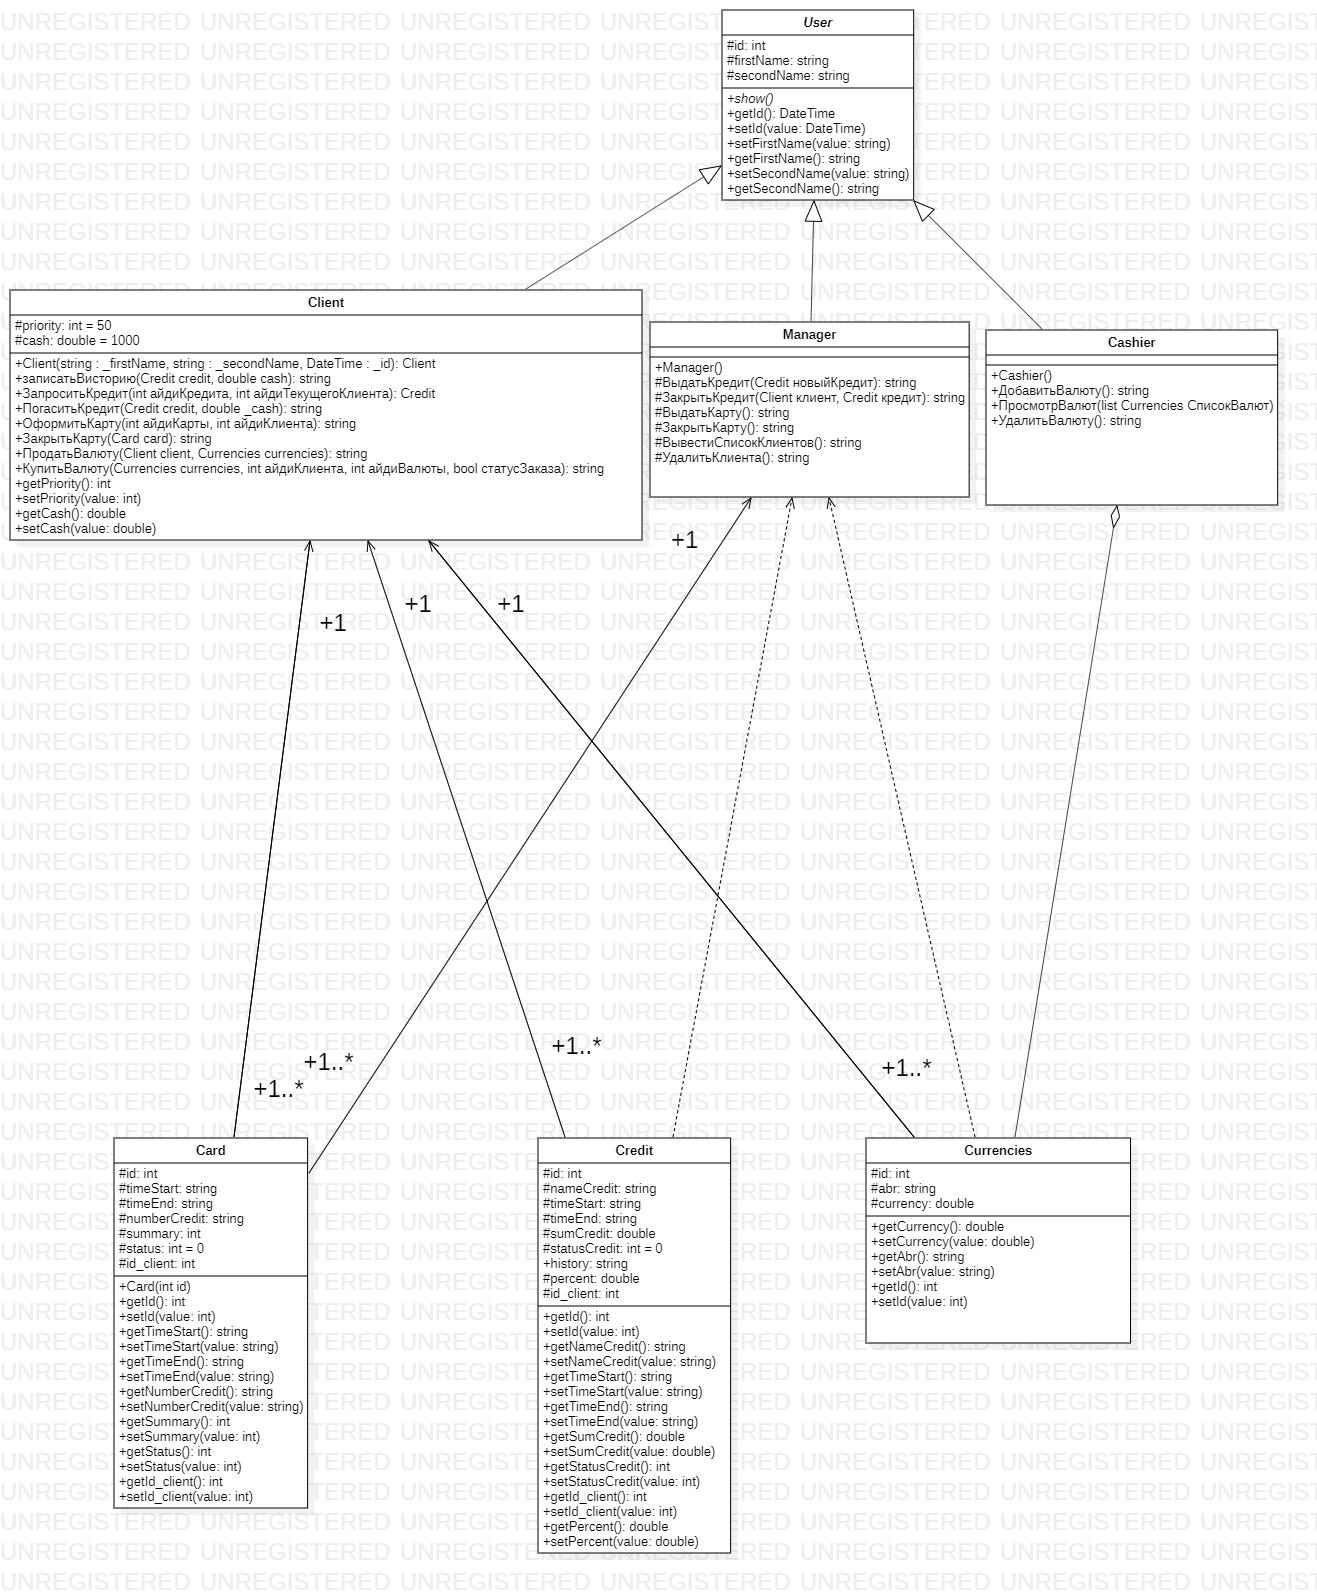 User
#id: int
#firstName: string
#secondName: string
+show()
+getId(): DateTime
+setId(value: DateTime)
+setFirstName(value: string)
+getFirstName(): string
+setSecondName(value: string)
+getSecondName(): string
Client
#priority: int = 50
#cash: double = 1000
+Client(string : _firstName, string : _secondName, DateTime : _id): Client
+записатьВисторию(Credit credit, double cash): string
+ЗапроситьКредит(int айдиКредита, int айдиТекущегоКлиента): Credit
+ПогаситьКредит(Credit credit, double _cash): string
+ОформитьКарту(int айдиКарты, int айдиКлиента): string
+ЗакрытьКарту(Card card): string
+ПродатьВалюту(Client client, Currencies currencies): string
+КупитьВалюту(Currencies currencies, int айдиКлиента, int айдиВалюты, bool статусЗаказа): string
+getPriority(): int
+setPriority(value: int)
+getCash(): double
+setCash(value: double)
Manager
+Manager()
#ВыдатьКредит(Credit новыйКредит): string
#ЗакрытьКредит(Client клиент, Credit кредит): string
#ВыдатьКарту(): string
#ЗакрытьКарту(): string
#ВывестиСписокКлиентов(): string
#УдалитьКлиента(): string
Cashier
+Cashier()
+ДобавитьВалюту(): string
+ПросмотрВалют(list Currencies СписокВалют)
+УдалитьВалюту(): string
+1
+1
+1
+1
+1..*
+1..*
+1..*
+1..*
Card
#id: int
#timeStart: string
#timeEnd: string
#numberCredit: string
#summary: int
#status: int = 0
#id_client: int
+Card(int id)
+getId(): int
+setId(value: int)
+getTimeStart(): string
+setTimeStart(value: string)
+getTimeEnd(): string
+setTimeEnd(value: string)
+getNumberCredit(): string
+setNumberCredit(value: string)
+getSummary(): int
+setSummary(value: int)
+getStatus(): int
+setStatus(value: int)
+getId_client(): int
+setId_client(value: int)
Credit
#id: int
#nameCredit: string
#timeStart: string
#timeEnd: string
#sumCredit: double
#statusCredit: int = 0
+history: string
#percent: double
#id_client: int
+getId(): int
+setId(value: int)
+getNameCredit(): string
+setNameCredit(value: string)
+getTimeStart(): string
+setTimeStart(value: string)
+getTimeEnd(): string
+setTimeEnd(value: string)
+getSumCredit(): double
+setSumCredit(value: double)
+getStatusCredit(): int
+setStatusCredit(value: int)
+getId_client(): int
+setId_client(value: int)
+getPercent(): double
+setPercent(value: double)
Currencies
#id: int
#abr: string
#currency: double
+getCurrency(): double
+setCurrency(value: double)
+getAbr(): string
+setAbr(value: string)
+getId(): int
+setId(value: int)